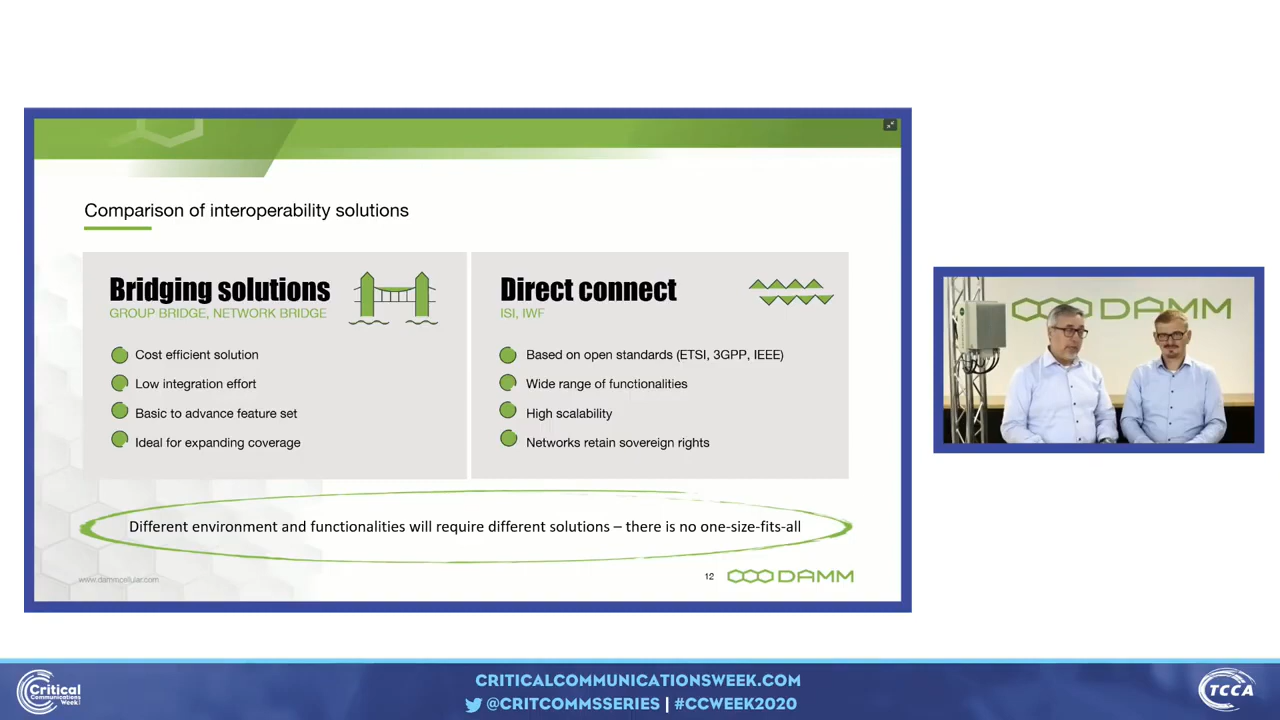 Comparison of interoperability solutions
Bridging solutions
GROUP BRIDGE, NETWORK BRIDGE
Cost efficient solution
Low integration effort
Basic to advance feature set
Ideal for expanding coverage
Direct connect
ISI, IWF
Based on open standards (ETSI, 3GPP, IEEE)
Wide range of functionalities
High scalability
Networks retain sovereign rights
Different environment and functionalities will require different solutions – there is no one-size-fits-all
www.dammcellular.com
12
DAMM
DAMM
Critical
Communications
Week
CRITICALCOMMUNICATIONSWEEK.COM
@CRITCOMMSSERIES | #CCWEEK2020
TCCA